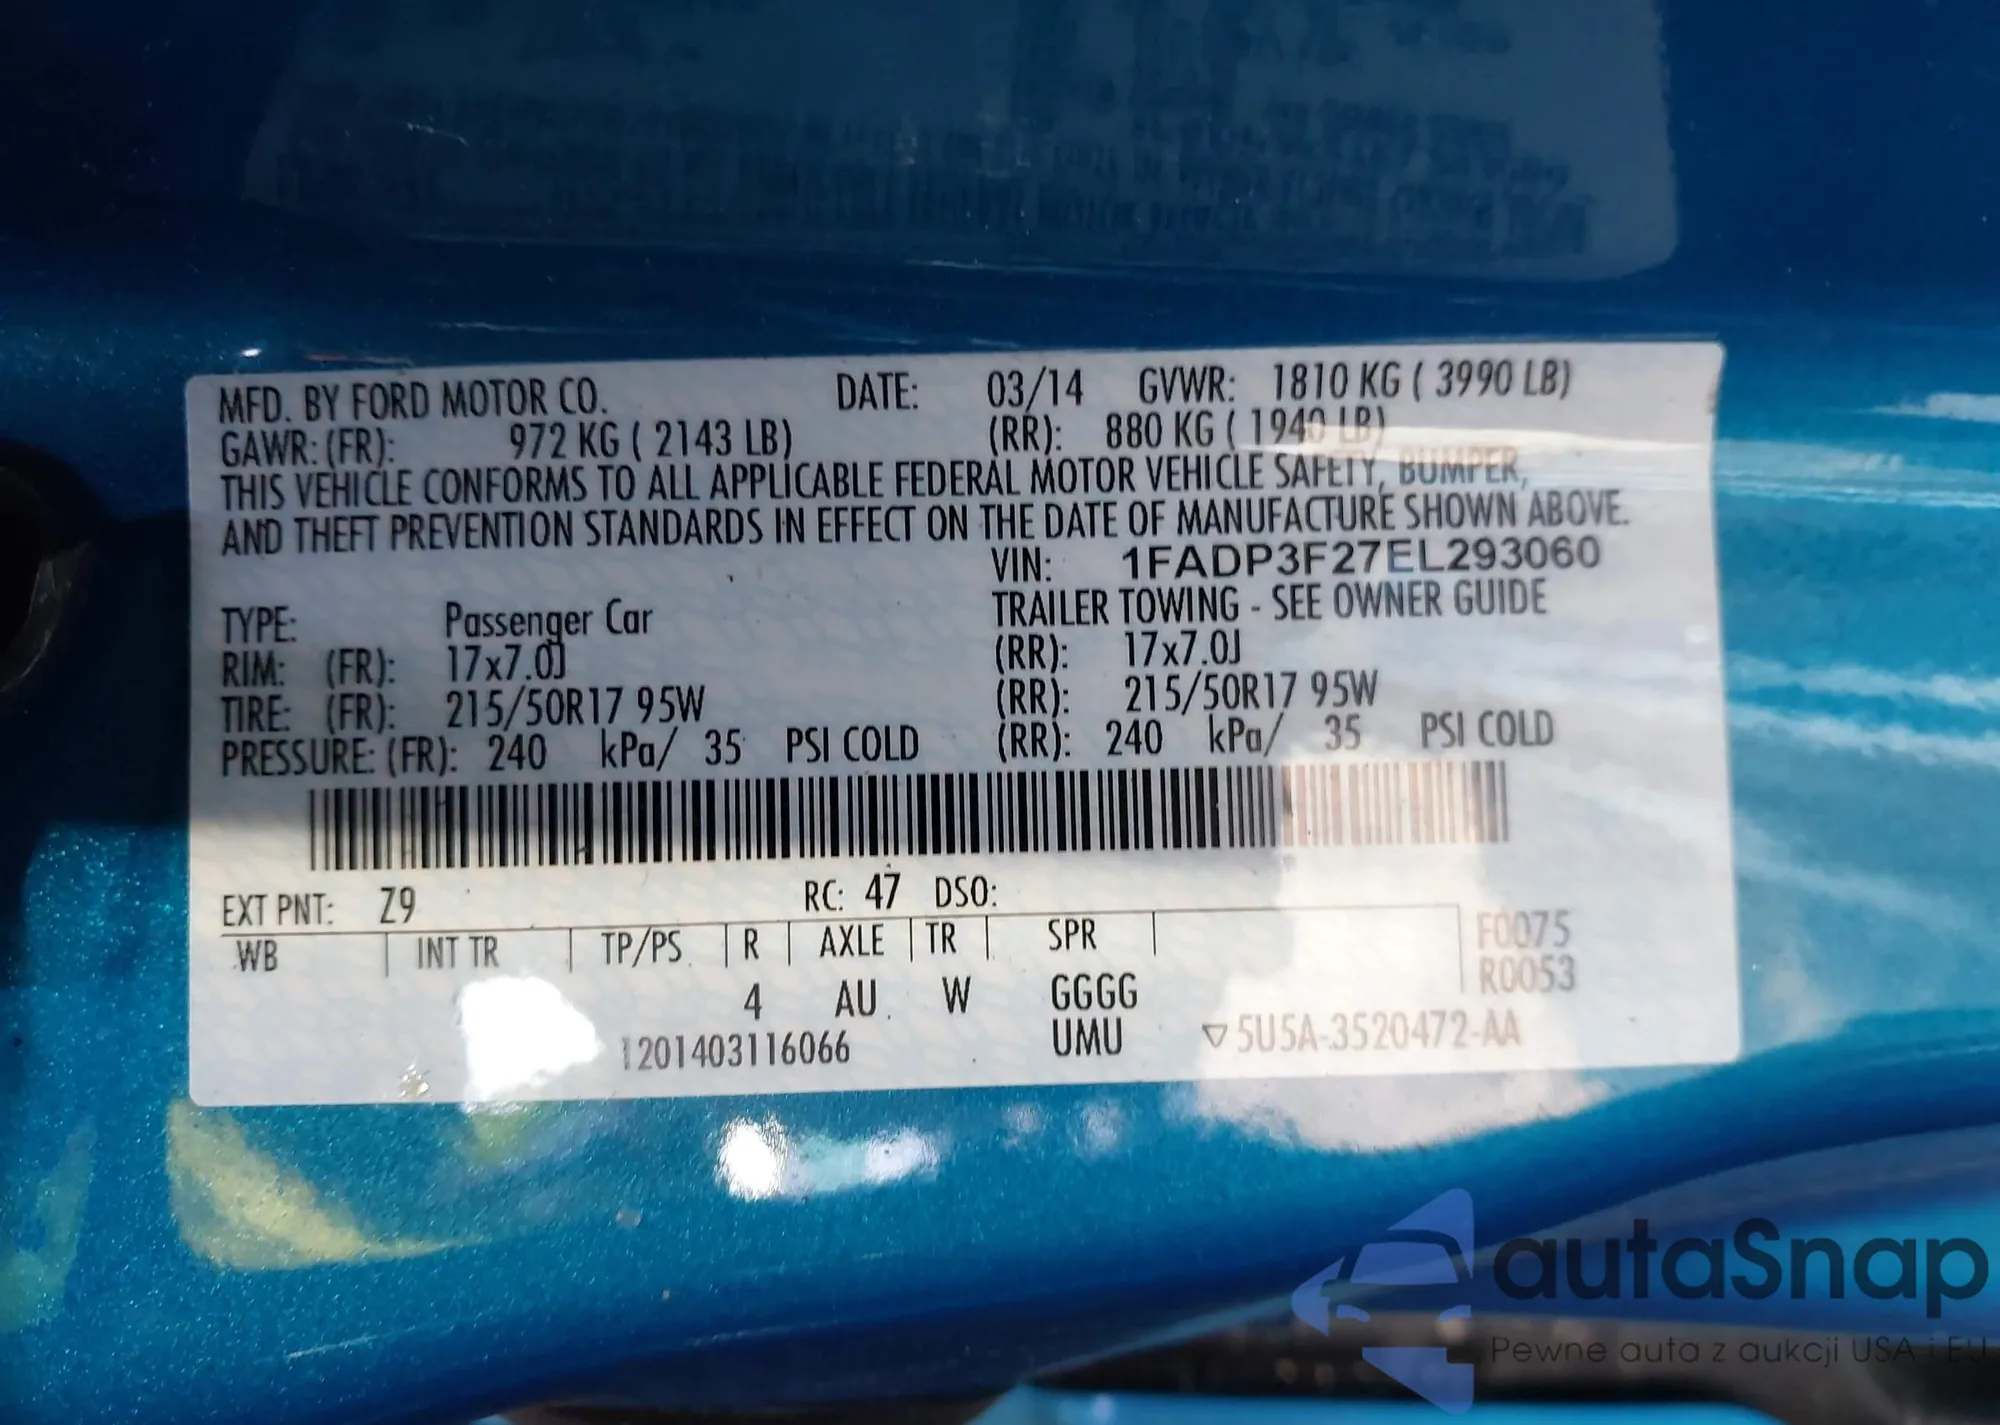 MFD. BY FORD MOTOR CO. DATE: 03/14 GVWR: 1810 KG ( 3990 LB)
GAWR: (FR): 972 KG ( 2143 LB) (RR): 880 KG ( 1940 LB)
THIS VEHICLE CONFORMS TO ALL APPLICABLE FEDERAL MOTOR VEHICLE SAFETY, BUMPER,
AND THEFT PREVENTION STANDARDS IN EFFECT ON THE DATE OF MANUFACTURE SHOWN ABOVE.
VIN: 1FADP3F27EL293060
TYPE: Passenger Car TRAILER TOWING - SEE OWNER GUIDE
RIM: (FR): 17x7.0J (RR): 17x7.0J
TIRE: (FR): 215/50R17 95W (RR): 215/50R17 95W
PRESSURE: (FR): 240 kPa/ 35 PSI COLD (RR): 240 kPa/ 35 PSI COLD
EXT PNT: Z9 RC: 47 DSO:
WB INT TR TP/PS R AXLE TR SPR F0075
R0053
4 AU W GGGG
1201403116066 UMU ▽5U5A-3520472-AA
autaSnap
Pewne auta z aukcji USA i EU